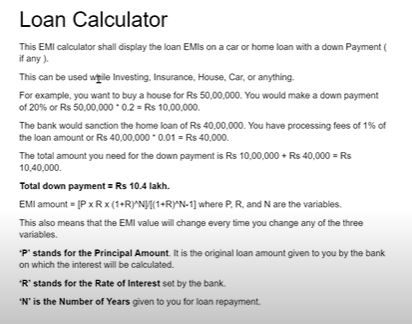 Loan Calculator
This EMI calculator shall display the loan EMIs on a car or home loan with a down Payment (
if any ).
This can be used while Investing, Insurance, House, Car, or anything.
For example, you want to buy a house for Rs 50,00,000. You would make a down payment
of 20% or Rs 50,00,000 * 0.2 = Rs 10,00,000.
The bank would sanction the home loan of Rs 40,00,000. You have processing fees of 1% of
the loan amount or Rs 40,00,000 * 0.01 = Rs 40,000.
The total amount you need for the down payment is Rs 10,00,000 + Rs 40,000 = Rs
10,40,000.
Total down payment = Rs 10.4 lakh.
EMI amount = [P x R x (1+R)^N]/[(1+R)^N-1] where P, R, and N are the variables.
This also means that the EMI value will change every time you change any of the three
variables.
'P' stands for the Principal Amount. It is the original loan amount given to you by the bank
on which the interest will be calculated.
'R' stands for the Rate of Interest set by the bank.
'N' is the Number of Years given to you for loan repayment.